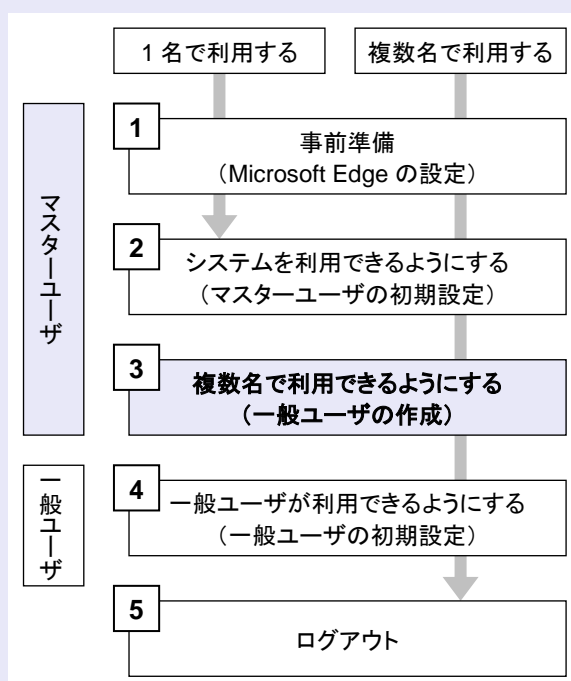 1 名で利用する
複数名で利用する
マスターユーザ
1
事前準備
（Microsoft Edge の設定）
2
システムを利用できるようにする
（マスターユーザの初期設定）
3
複数名で利用できるようにする
（一般ユーザの作成）
一般ユーザ
4
一般ユーザが利用できるようにする
（一般ユーザの初期設定）
5
ログアウト